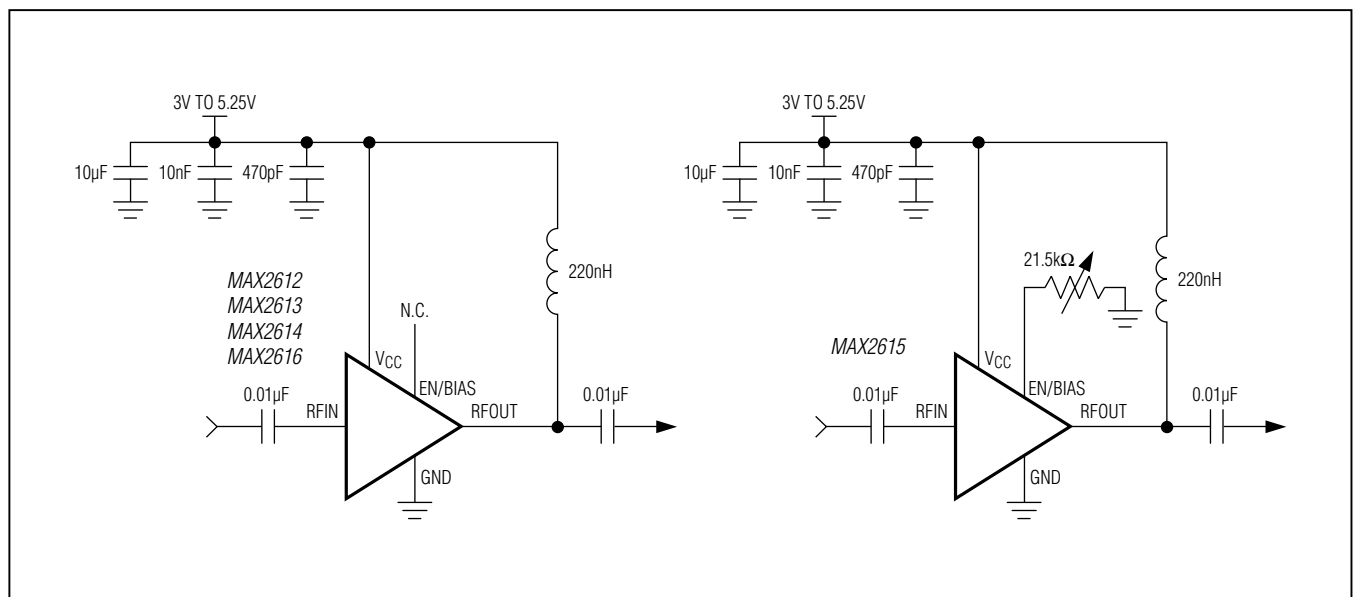 3V TO 5.25V
10µF
10nF
470pF
220nH
MAX2612
MAX2613
MAX2614
MAX2616
N.C.
VCC
EN/BIAS
0.01µF
RFIN
RFOUT
0.01µF
GND
3V TO 5.25V
10µF
10nF
470pF
21.5kΩ
220nH
MAX2615
VCC
EN/BIAS
0.01µF
RFIN
RFOUT
0.01µF
GND